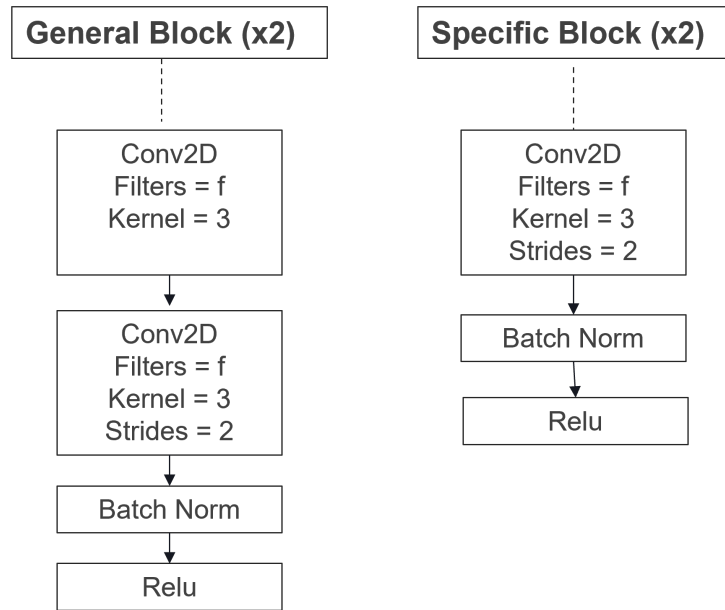 General Block (x2)
Conv2D
Filters = f
Kernel = 3
Conv2D
Filters = f
Kernel = 3
Strides = 2
Batch Norm
Relu
Specific Block (x2)
Conv2D
Filters = f
Kernel = 3
Strides = 2
Batch Norm
Relu